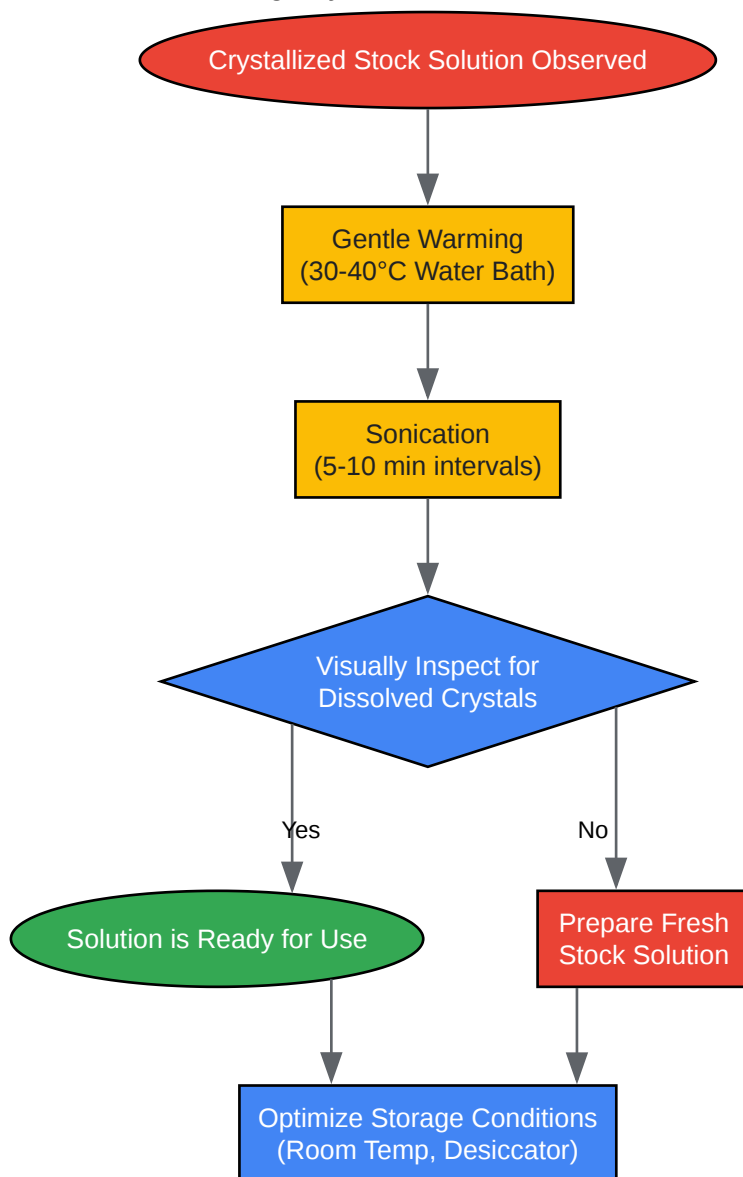 Crystallized Stock Solution Observed
Gentle Warming
(30-40°C Water Bath)
Sonication
(5-10 min intervals)
Visually Inspect for
Dissolved Crystals
Yes
No
Solution is Ready for Use
Prepare Fresh
Stock Solution
Optimize Storage Conditions
(Room Temp, Desiccator)